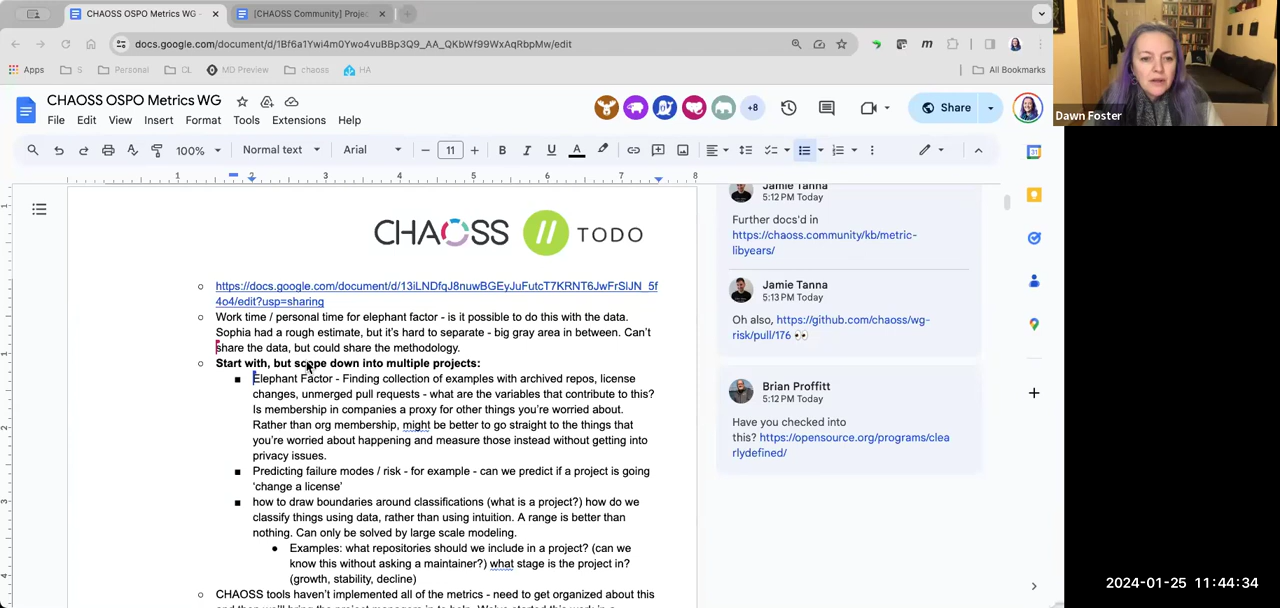 CHAOSS OSPO Metrics WG -
[CHAOSS Community] Projec
docs.google.com/document/d/1Bf6a1Ywi4m0Ywo4vuBBp3Q9_AA_QKbWf99WxAqRbpMw/edit
Apps S Personal CL MD Preview chaoss HA All Bookmarks
CHAOSS OSPO Metrics WG
+8
Share
File Edit View Insert Format Tools Extensions Help
100% Normal text Arial 11
1 2 3 4 5 6 7 8
CHAOSS TODO
https://docs.google.com/document/d/13iLNDfqJ8nuwBGEyJuFutcT7KRNT6JwFrSIJN_5f
4o4/edit?usp=sharing
Work time / personal time for elephant factor - is it possible to do this with the data.
Sophia had a rough estimate, but it's hard to separate - big gray area in between. Can't
share the data, but could share the methodology.
Start with, but scope down into multiple projects:
Elephant Factor - Finding collection of examples with archived repos, license
changes, unmerged pull requests - what are the variables that contribute to this?
Is membership in companies a proxy for other things you're worried about.
Rather than org membership, might be better to go straight to the things that
you're worried about happening and measure those instead without getting into
privacy issues.
Predicting failure modes / risk - for example - can we predict if a project is going
'change a license'
how to draw boundaries around classifications (what is a project?) how do we
classify things using data, rather than using intuition. A range is better than
nothing. Can only be solved by large scale modeling.
Examples: what repositories should we include in a project? (can we
know this without asking a maintainer?) what stage is the project in?
(growth, stability, decline)
CHAOSS tools haven't implemented all of the metrics - need to get organized about this
Jamie Tanna
5:12 PM Today
Further docs'd in
https://chaoss.community/kb/metric-
libyears/
Jamie Tanna
5:13 PM Today
Oh also, https://github.com/chaoss/wg-
risk/pull/176 👀
Brian Proffitt
5:12 PM Today
Have you checked into
this? https://opensource.org/programs/clea
rlydefined/
Dawn Foster
2024-01-25 11:44:34